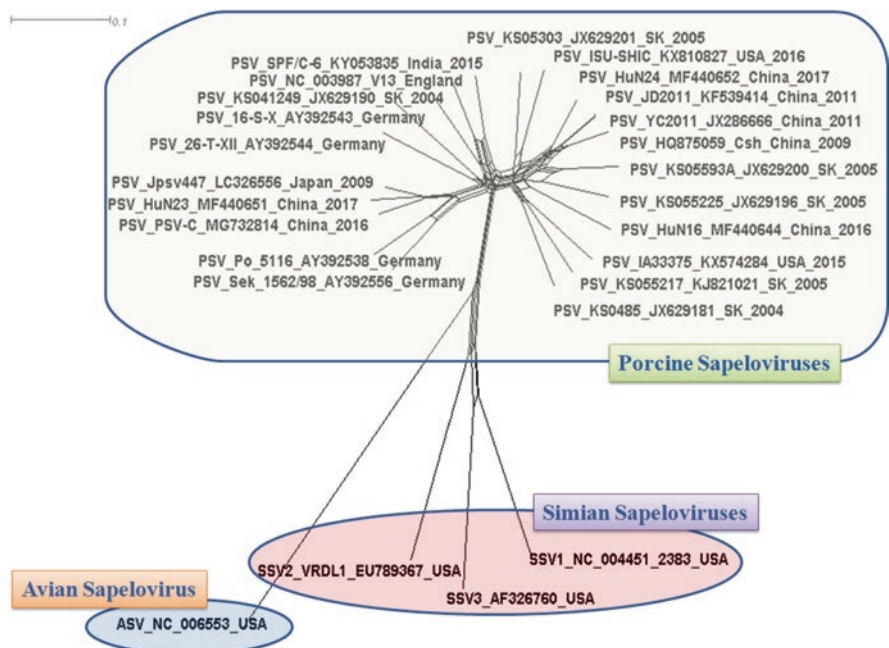 0.1
PSV_KS05303_JX629201_SK_2005
PSV_ISU-SHIC_KX810827_USA_2016
PSV_SPF/C-6_KY053835_India_2015
PSV_HuN24_MF440652_China_2017
PSV_NC_003987_V13_England
PSV_JD2011_KF539414_China_2011
PSV_KS041249_JX629190_SK_2004
PSV_16-S-X_AY392543_Germany
PSV_YC2011_JX286666_China_2011
PSV_26-T-XII_AY392544_Germany
PSV_HQ875059_Csh_China_2009
PSV_KS05593A_JX629200_SK_2005
PSV_Jpsv447_LC326556_Japan_2009
PSV_HuN23_MF440651_China_2017
PSV_KS055225_JX629196_SK_2005
PSV_PSV-C_MG732814_China_2016
PSV_HuN16_MF440644_China_2016
PSV_Po_5116_AY392538_Germany
PSV_IA33375_KX574284_USA_2015
PSV_Sek_1562/98_AY392556_Germany
PSV_KS055217_KJ821021_SK_2005
PSV_KS0485_JX629181_SK_2004
Porcine Sapeloviruses
Simian Sapeloviruses
SSV1_NC_004451_2383_USA
SSV2_VRDL1_EU789367_USA
SSV3_AF326760_USA
Avian Sapelovirus
ASV_NC_006553_USA